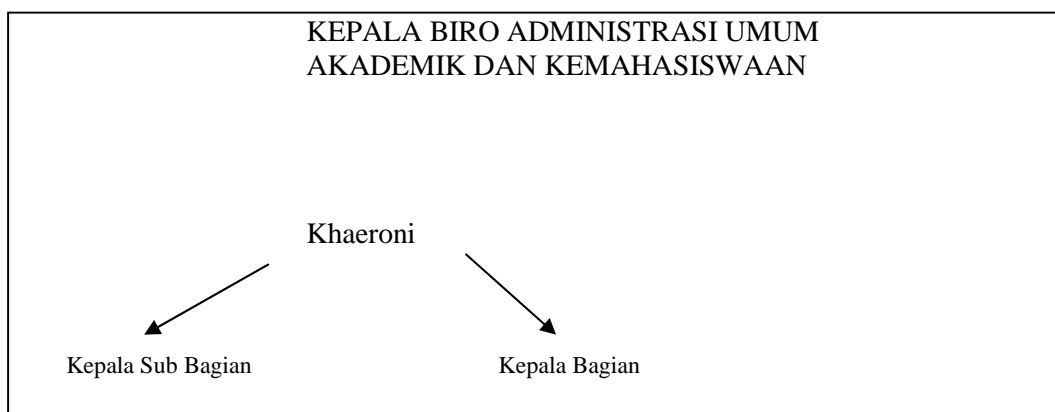 KEPALA BIRO ADMINISTRASI UMUM
AKADEMIK DAN KEMAHASISWAAN
Khaeroni
Kepala Sub Bagian
Kepala Bagian